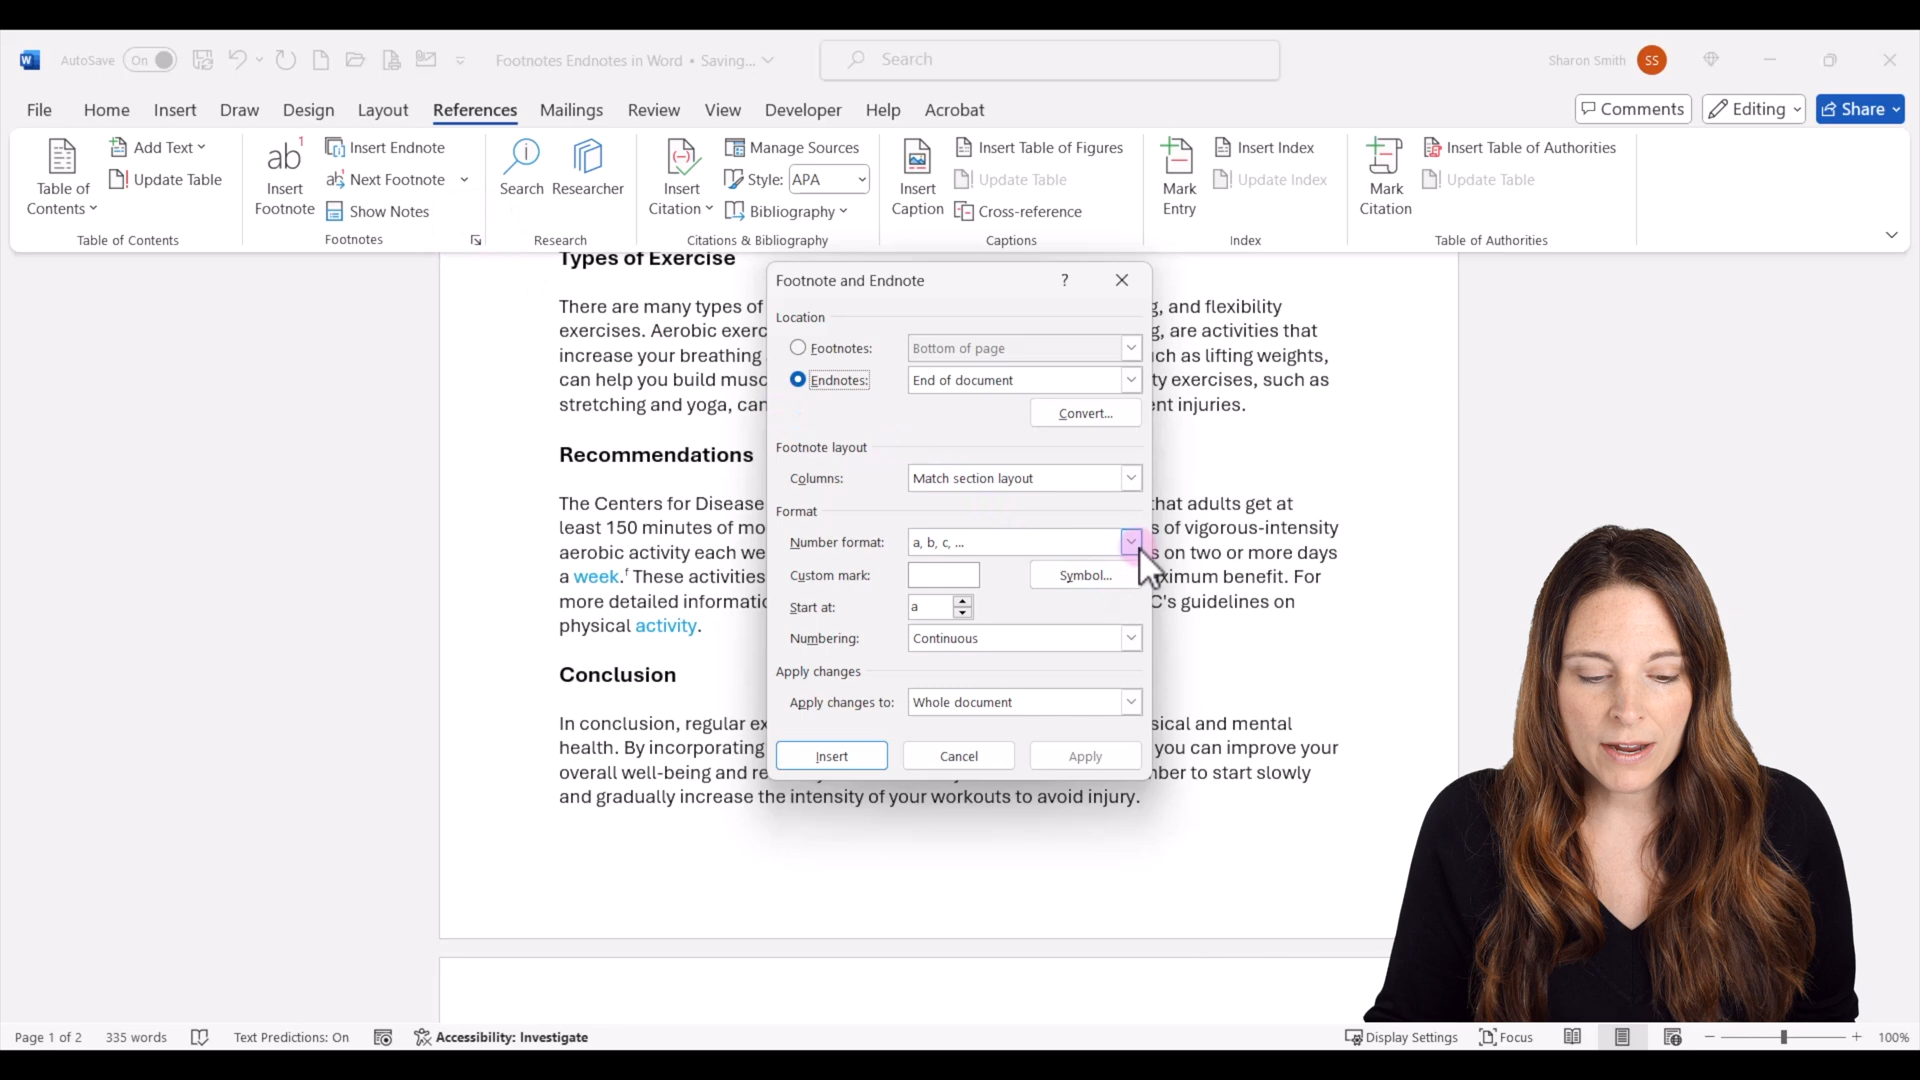 W AutoSave On Footnotes Endnotes in Word • Saving... Search Sharon Smith SS
File Home Insert Draw Design Layout References Mailings Review View Developer Help Acrobat Comments Editing Share
Table of Contents
Add Text
Update Table
Table of Contents
ab1
Insert Footnote
Insert Endnote
Next Footnote
Show Notes
Footnotes
Search
Researcher
Research
Insert Citation
Manage Sources
Style: APA
Bibliography
Citations & Bibliography
Insert Caption
Insert Table of Figures
Update Table
Cross-reference
Captions
Mark Entry
Insert Index
Update Index
Index
Mark Citation
Insert Table of Authorities
Update Table
Table of Authorities
Types of Exercise
There are many types of g, and flexibility
exercises. Aerobic exerc g, are activities that
increase your breathing ich as lifting weights,
can help you build musc ty exercises, such as
stretching and yoga, can ent injuries.
Recommendations
The Centers for Disease that adults get at
least 150 minutes of mo s of vigorous-intensity
aerobic activity each we s on two or more days
a week.f These activities ximum benefit. For
more detailed informatio C's guidelines on
physical activity.
Conclusion
In conclusion, regular ex sical and mental
health. By incorporating you can improve your
overall well-being and re nber to start slowly
and gradually increase the intensity of your workouts to avoid injury.
Footnote and Endnote ?
Location
Footnotes: Bottom of page
Endnotes: End of document
Convert...
Footnote layout
Columns: Match section layout
Format
Number format: a, b, c, ...
Custom mark: Symbol...
Start at: a
Numbering: Continuous
Apply changes
Apply changes to: Whole document
Insert Cancel Apply
Page 1 of 2 335 words Text Predictions: On Accessibility: Investigate Display Settings Focus 100%